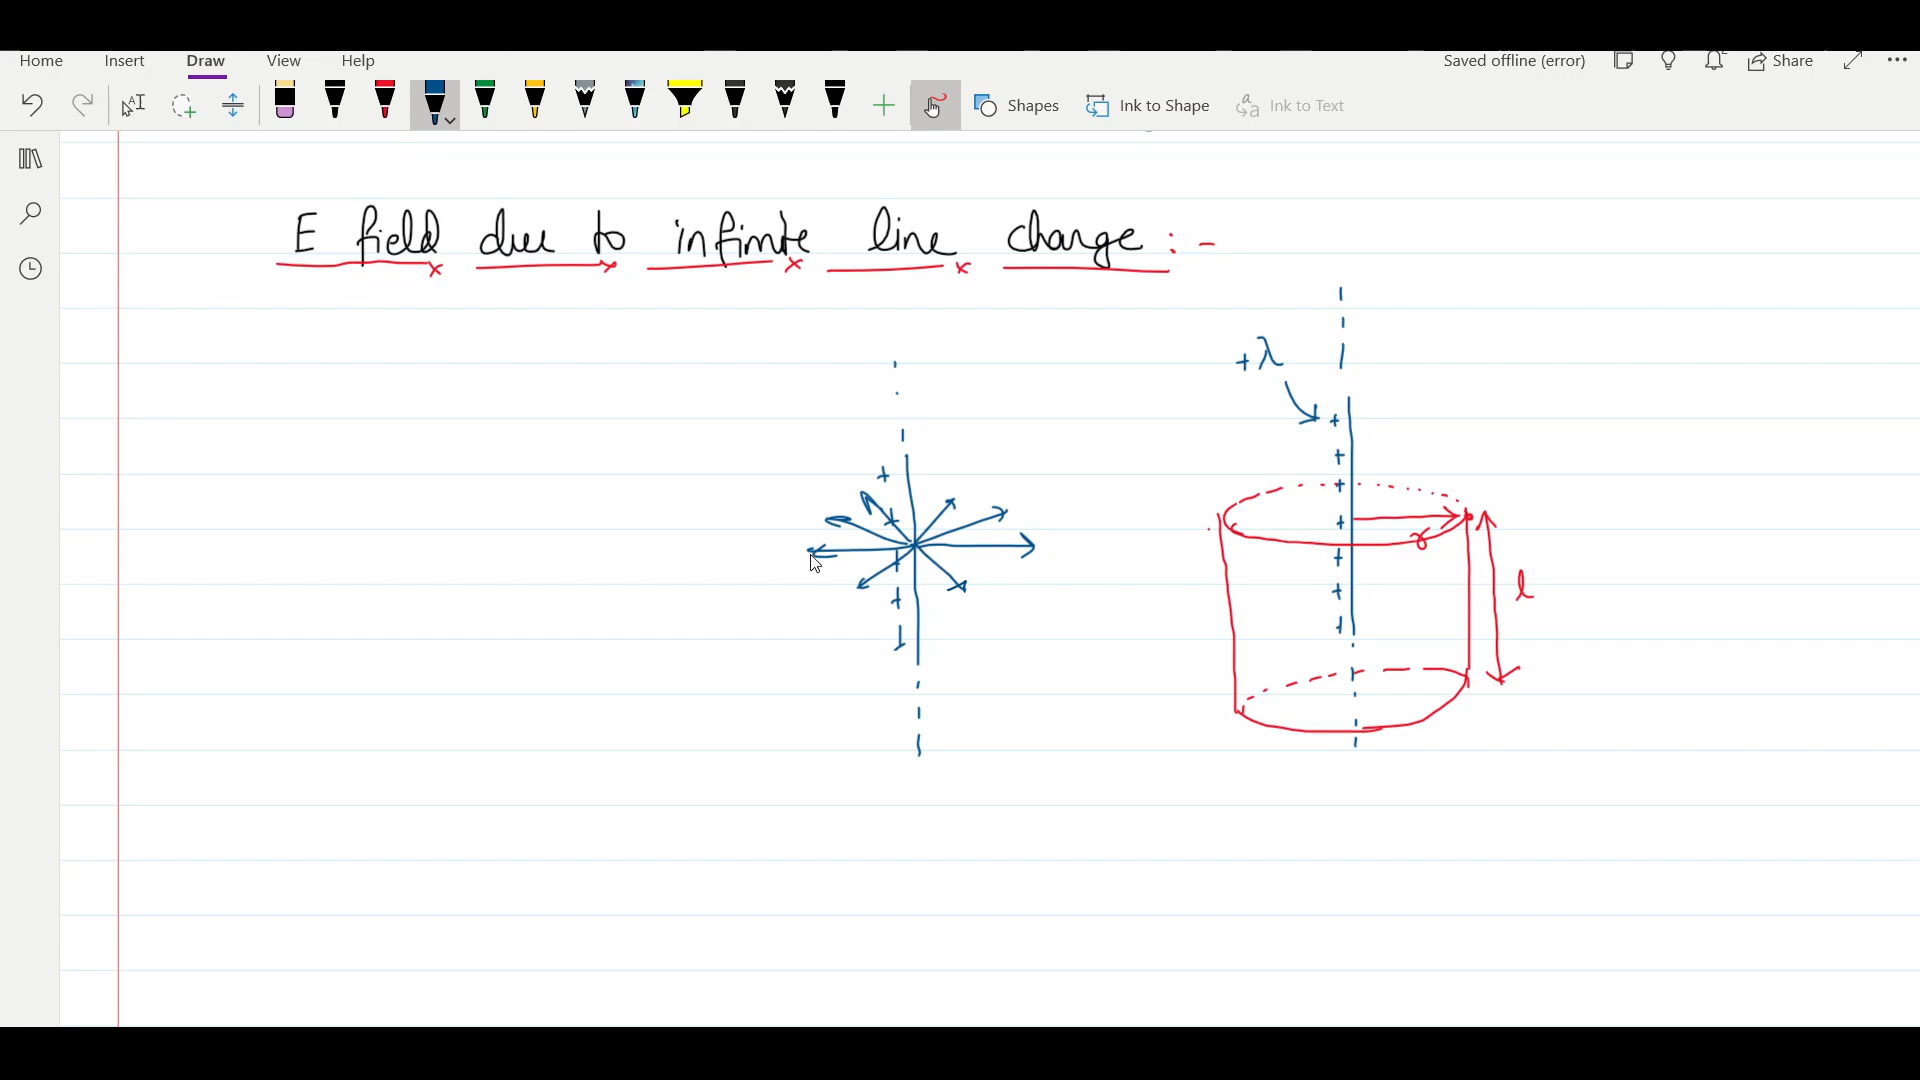 Home Insert Draw View Help Saved offline (error) Share
Shapes Ink to Shape Ink to Text
E field due to infinite line charge :-
+λ
r
l